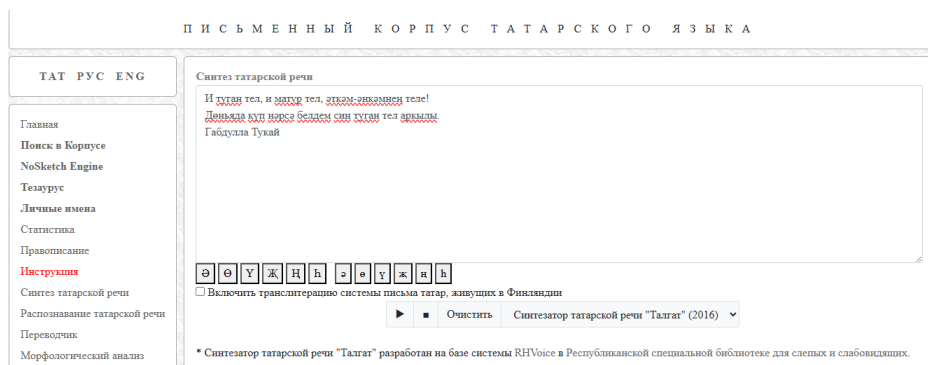 ПИСЬМЕННЫЙ КОРПУС ТАТАРСКОГО ЯЗЫКА
ТАТ РУС ENG
Главная
Поиск в Корпусе
NoSketch Engine
Тезаурус
Личные имена
Статистика
Правописание
Инструкция
Синтез татарской речи
Распознавание татарской речи
Переводчик
Морфологический анализ
Синтез татарской речи
И туган тел, и матур тел, әткәм-әнкәмнең теле!
Дөньяда күп нәрсә белдем син туган тел аркылы.
Габдулла Тукай
Ә Ө Ү Җ Ң Һ ә ө ү җ ң һ
Включить транслитерацию системы письма татар, живущих в Финляндии
Очистить Синтезатор татарской речи "Талгат" (2016)
* Синтезатор татарской речи "Талгат" разработан на базе системы RHVoice в Республиканской специальной библиотеке для слепых и слабовидящих.